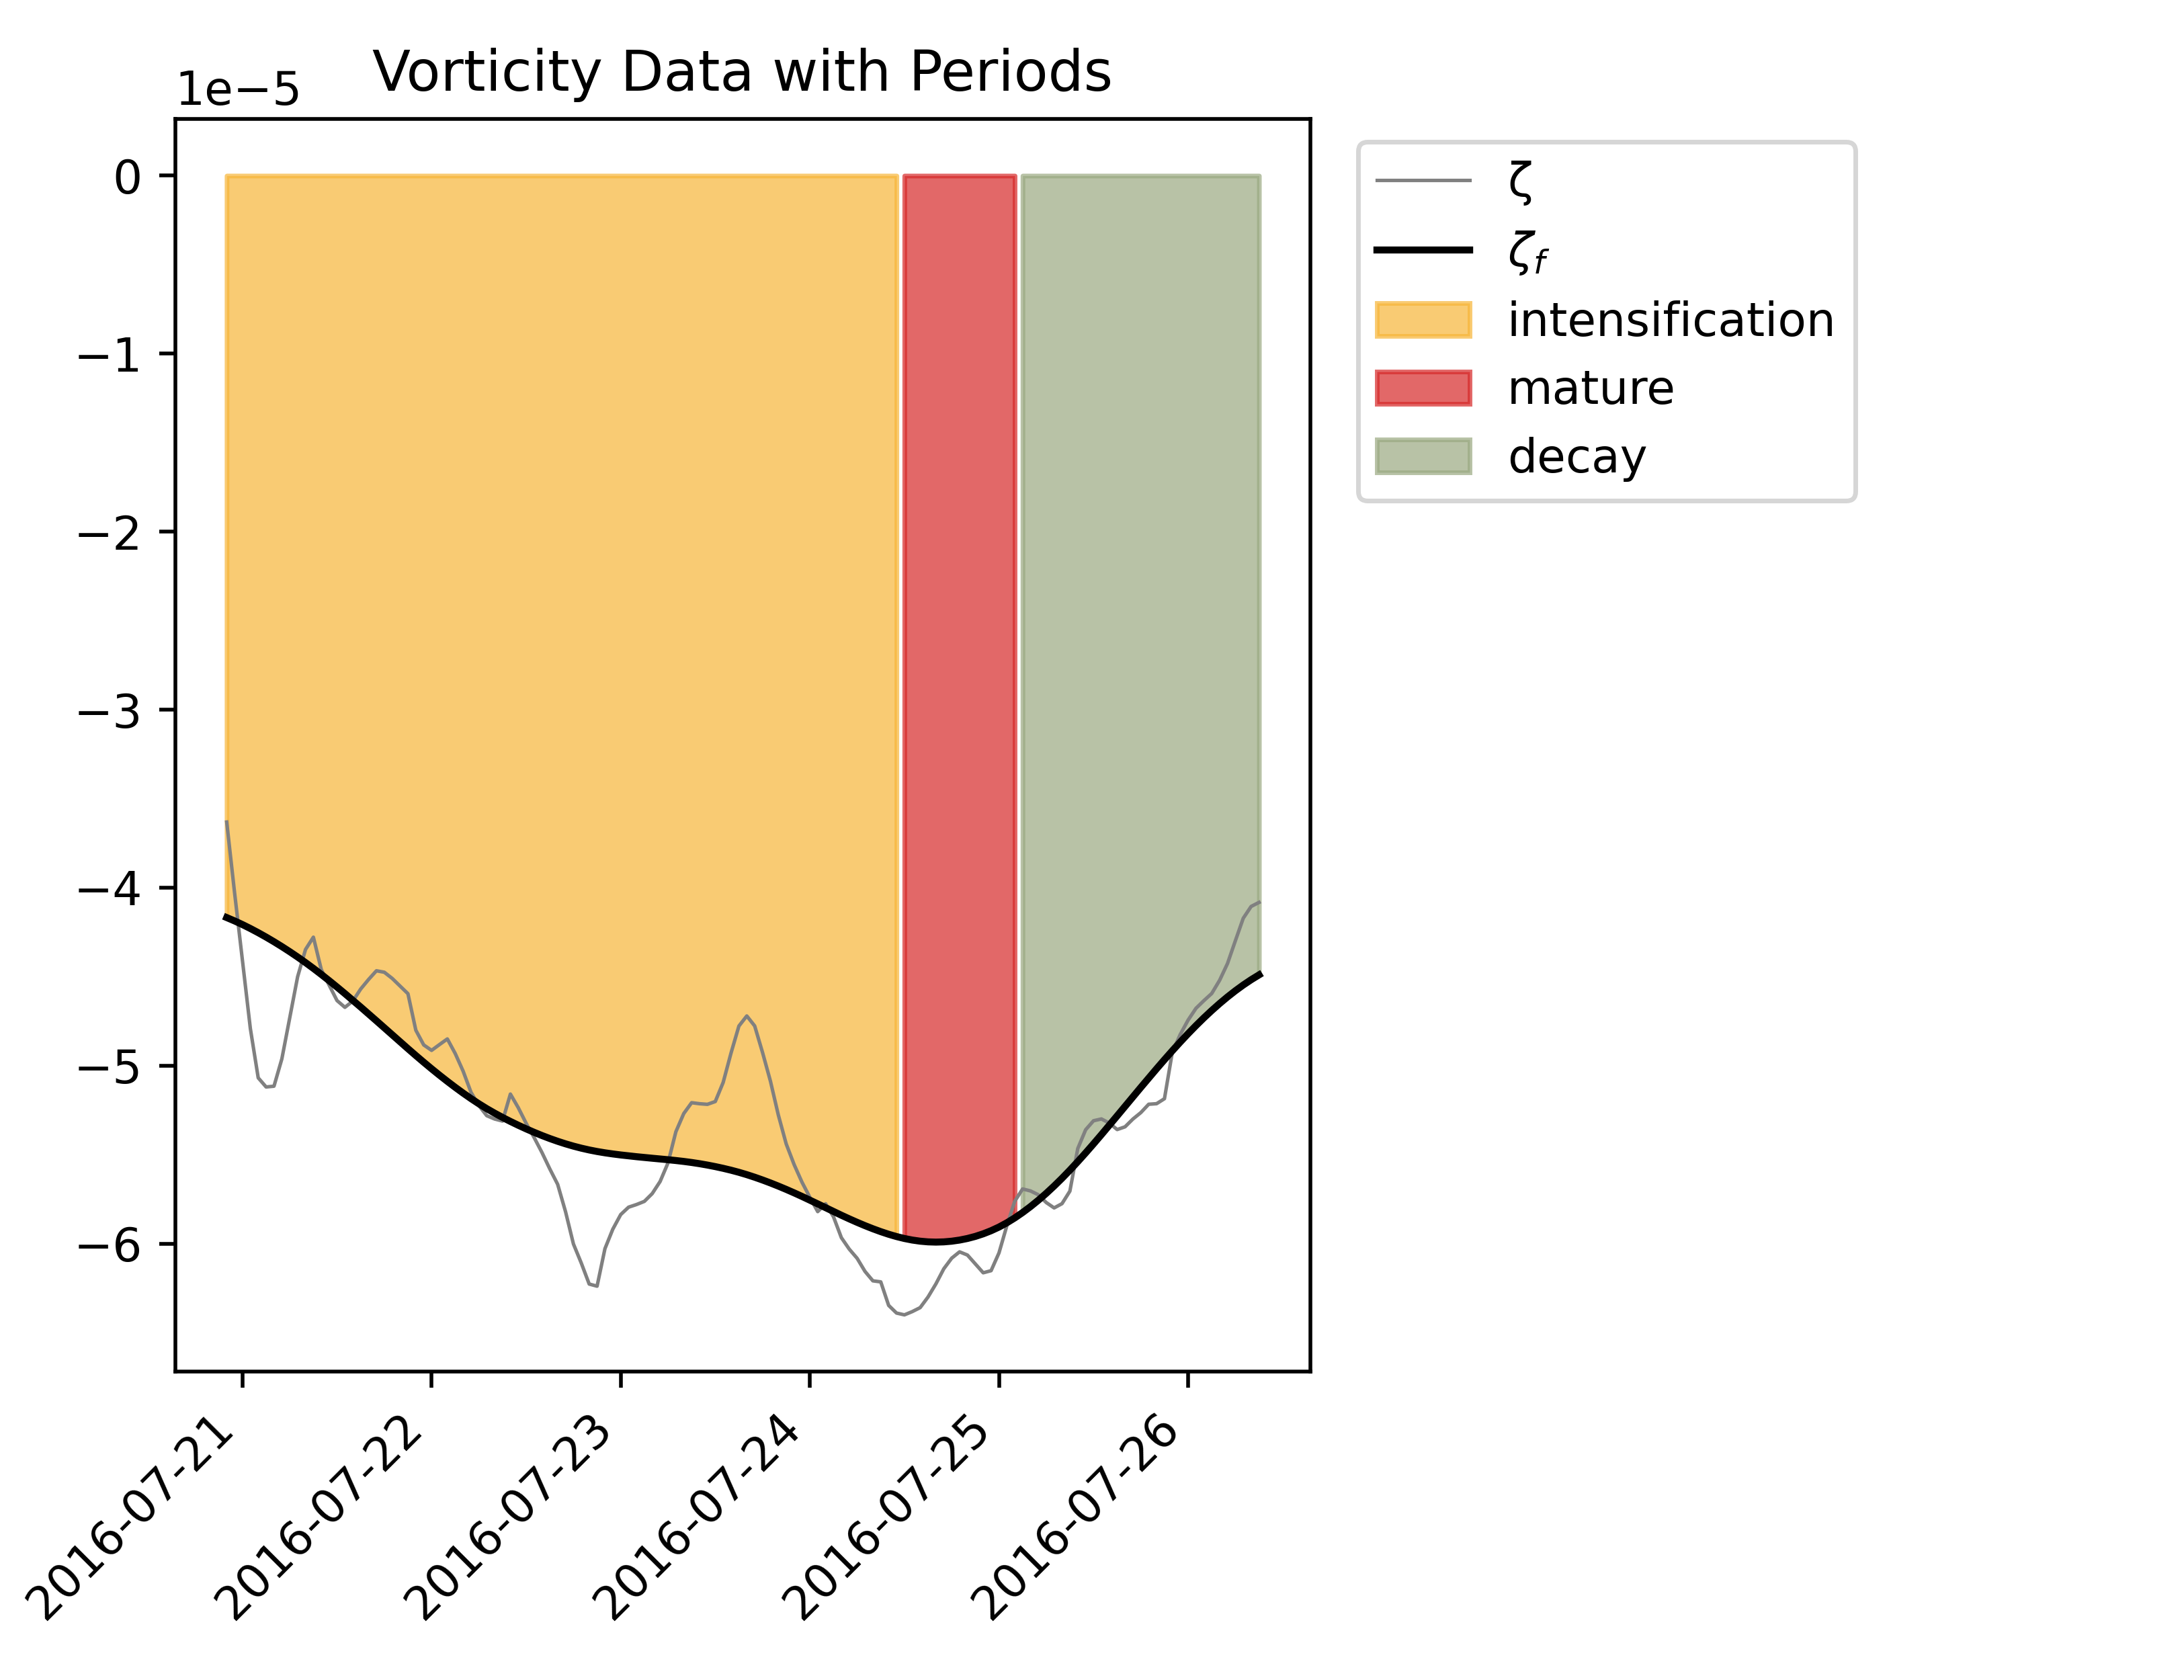 Vorticity Data with Periods
1e−5
0
−1
−2
−3
−4
−5
−6
2016-07-21
2016-07-22
2016-07-23
2016-07-24
2016-07-25
2016-07-26
ζ
ζf
intensification
mature
decay